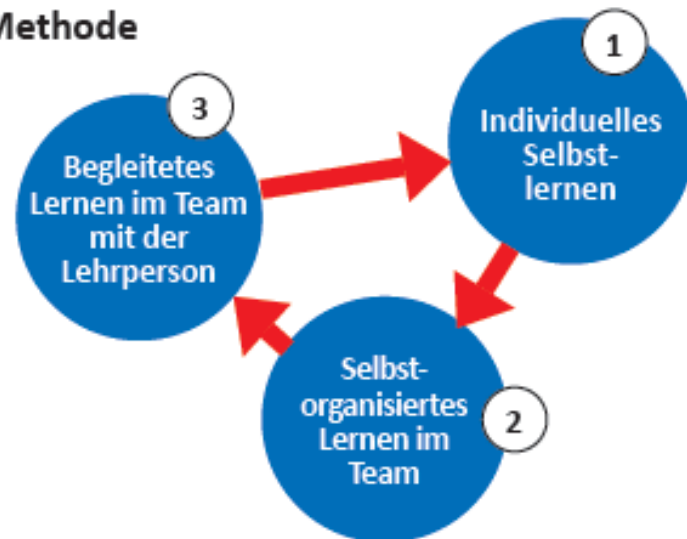 Methode
1
Individuelles
Selbst-
lernen
2
Selbst-
organisiertes
Lernen im
Team
3
Begleitetes
Lernen im Team
mit der
Lehrperson